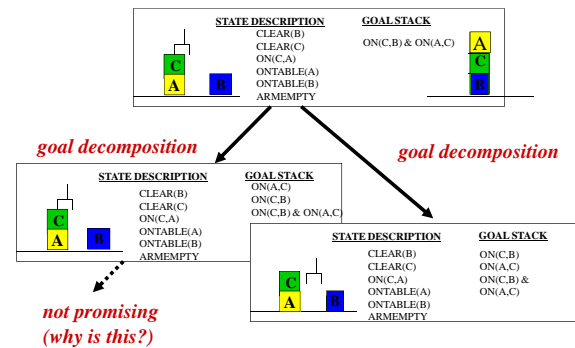 STATE DESCRIPTION
CLEAR(B)
CLEAR(C)
ON(C,A)
ONTABLE(A)
ONTABLE(B)
ARMEMPTY
GOAL STACK
ON(C,B) & ON(A,C)
C
A
B
A
C
B
goal decomposition
goal decomposition
STATE DESCRIPTION
CLEAR(B)
CLEAR(C)
ON(C,A)
ONTABLE(A)
ONTABLE(B)
ARMEMPTY
GOAL STACK
ON(A,C)
ON(C,B)
ON(C,B) & ON(A,C)
C
A
B
STATE DESCRIPTION
CLEAR(B)
CLEAR(C)
ON(C,A)
ONTABLE(A)
ONTABLE(B)
ARMEMPTY
GOAL STACK
ON(C,B)
ON(A,C)
ON(C,B) &
ON(A,C)
C
A
B
not promising
(why is this?)